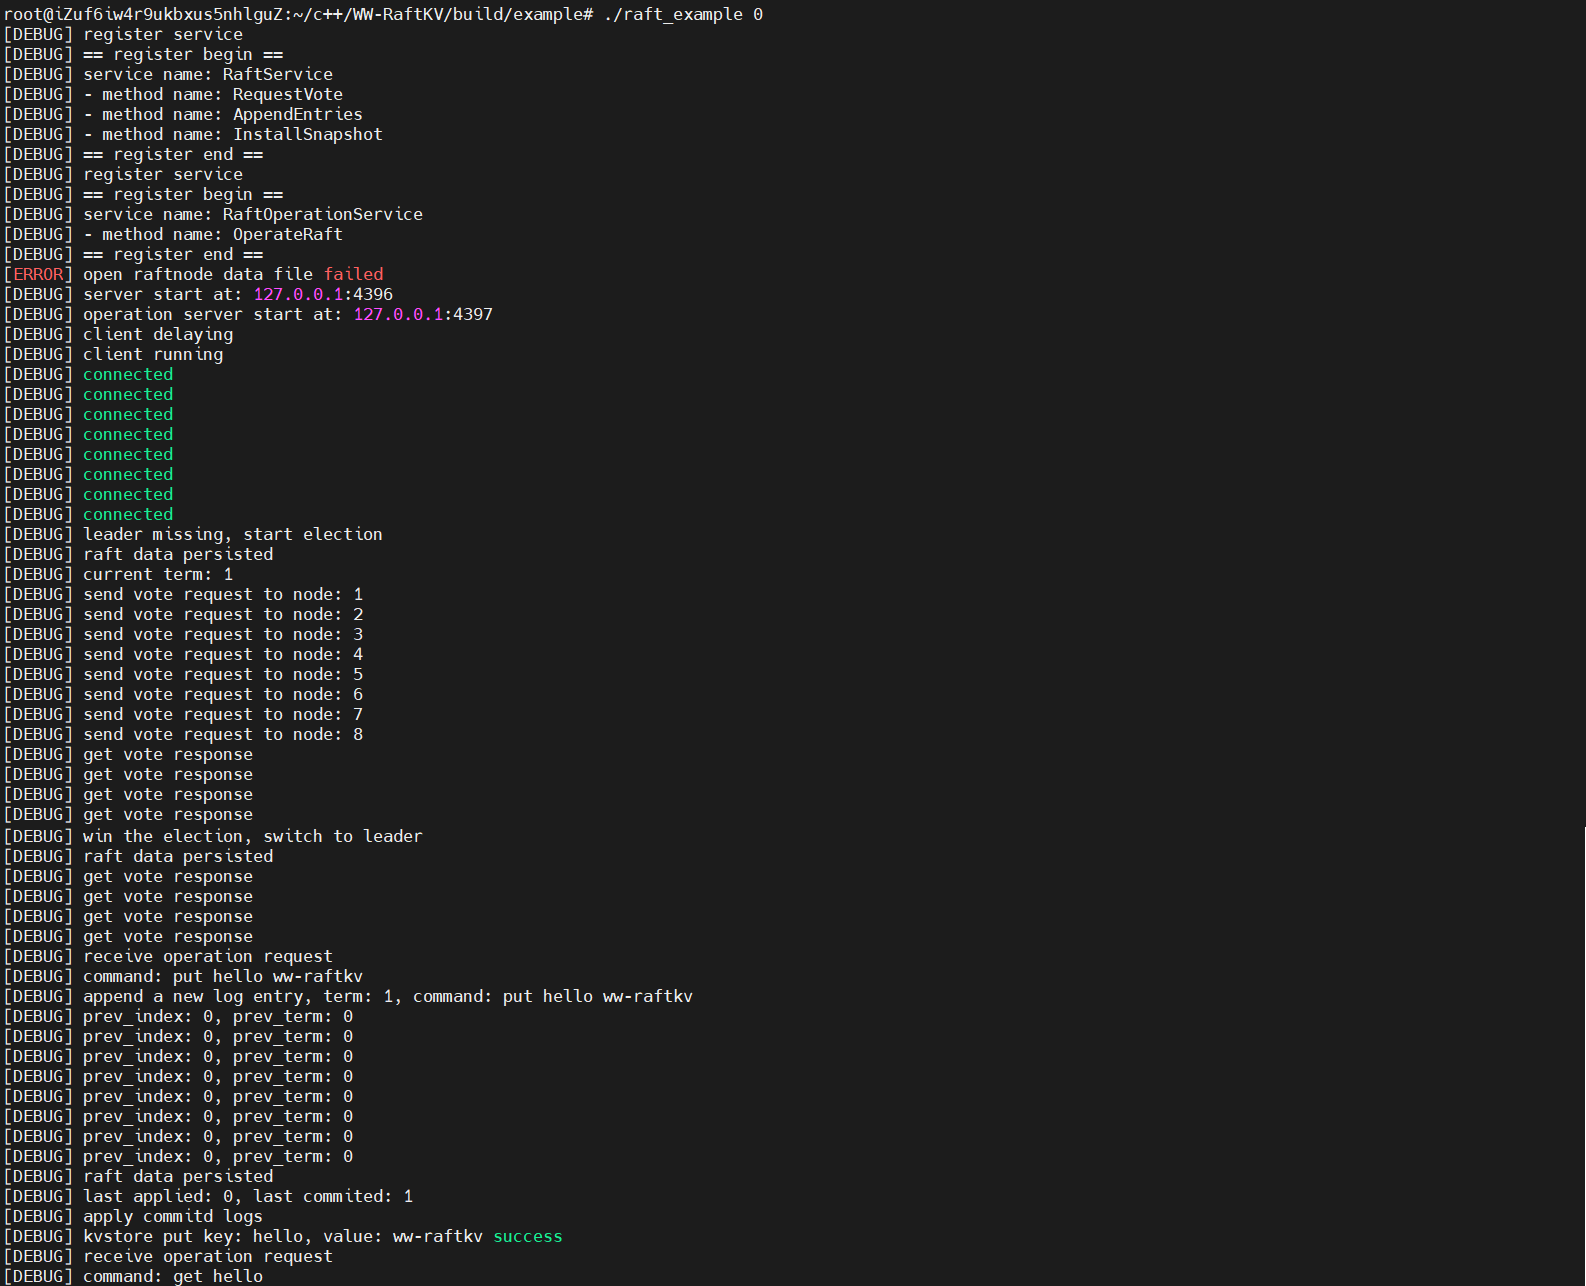 root@iZuf6iw4r9ukbxus5nhlguZ:~/c++/WW-RaftKV/build/example# ./raft_example 0
[DEBUG] register service
[DEBUG] == register begin ==
[DEBUG] service name: RaftService
[DEBUG] - method name: RequestVote
[DEBUG] - method name: AppendEntries
[DEBUG] - method name: InstallSnapshot
[DEBUG] == register end ==
[DEBUG] register service
[DEBUG] == register begin ==
[DEBUG] service name: RaftOperationService
[DEBUG] - method name: OperateRaft
[DEBUG] == register end ==
[ERROR] open raftnode data file failed
[DEBUG] server start at: 127.0.0.1:4396
[DEBUG] operation server start at: 127.0.0.1:4397
[DEBUG] client delaying
[DEBUG] client running
[DEBUG] connected
[DEBUG] connected
[DEBUG] connected
[DEBUG] connected
[DEBUG] connected
[DEBUG] connected
[DEBUG] connected
[DEBUG] connected
[DEBUG] leader missing, start election
[DEBUG] raft data persisted
[DEBUG] current term: 1
[DEBUG] send vote request to node: 1
[DEBUG] send vote request to node: 2
[DEBUG] send vote request to node: 3
[DEBUG] send vote request to node: 4
[DEBUG] send vote request to node: 5
[DEBUG] send vote request to node: 6
[DEBUG] send vote request to node: 7
[DEBUG] send vote request to node: 8
[DEBUG] get vote response
[DEBUG] get vote response
[DEBUG] get vote response
[DEBUG] get vote response
[DEBUG] win the election, switch to leader
[DEBUG] raft data persisted
[DEBUG] get vote response
[DEBUG] get vote response
[DEBUG] get vote response
[DEBUG] get vote response
[DEBUG] receive operation request
[DEBUG] command: put hello ww-raftkv
[DEBUG] append a new log entry, term: 1, command: put hello ww-raftkv
[DEBUG] prev_index: 0, prev_term: 0
[DEBUG] prev_index: 0, prev_term: 0
[DEBUG] prev_index: 0, prev_term: 0
[DEBUG] prev_index: 0, prev_term: 0
[DEBUG] prev_index: 0, prev_term: 0
[DEBUG] prev_index: 0, prev_term: 0
[DEBUG] prev_index: 0, prev_term: 0
[DEBUG] prev_index: 0, prev_term: 0
[DEBUG] raft data persisted
[DEBUG] last applied: 0, last commited: 1
[DEBUG] apply commitd logs
[DEBUG] kvstore put key: hello, value: ww-raftkv success
[DEBUG] receive operation request
[DEBUG] command: get hello